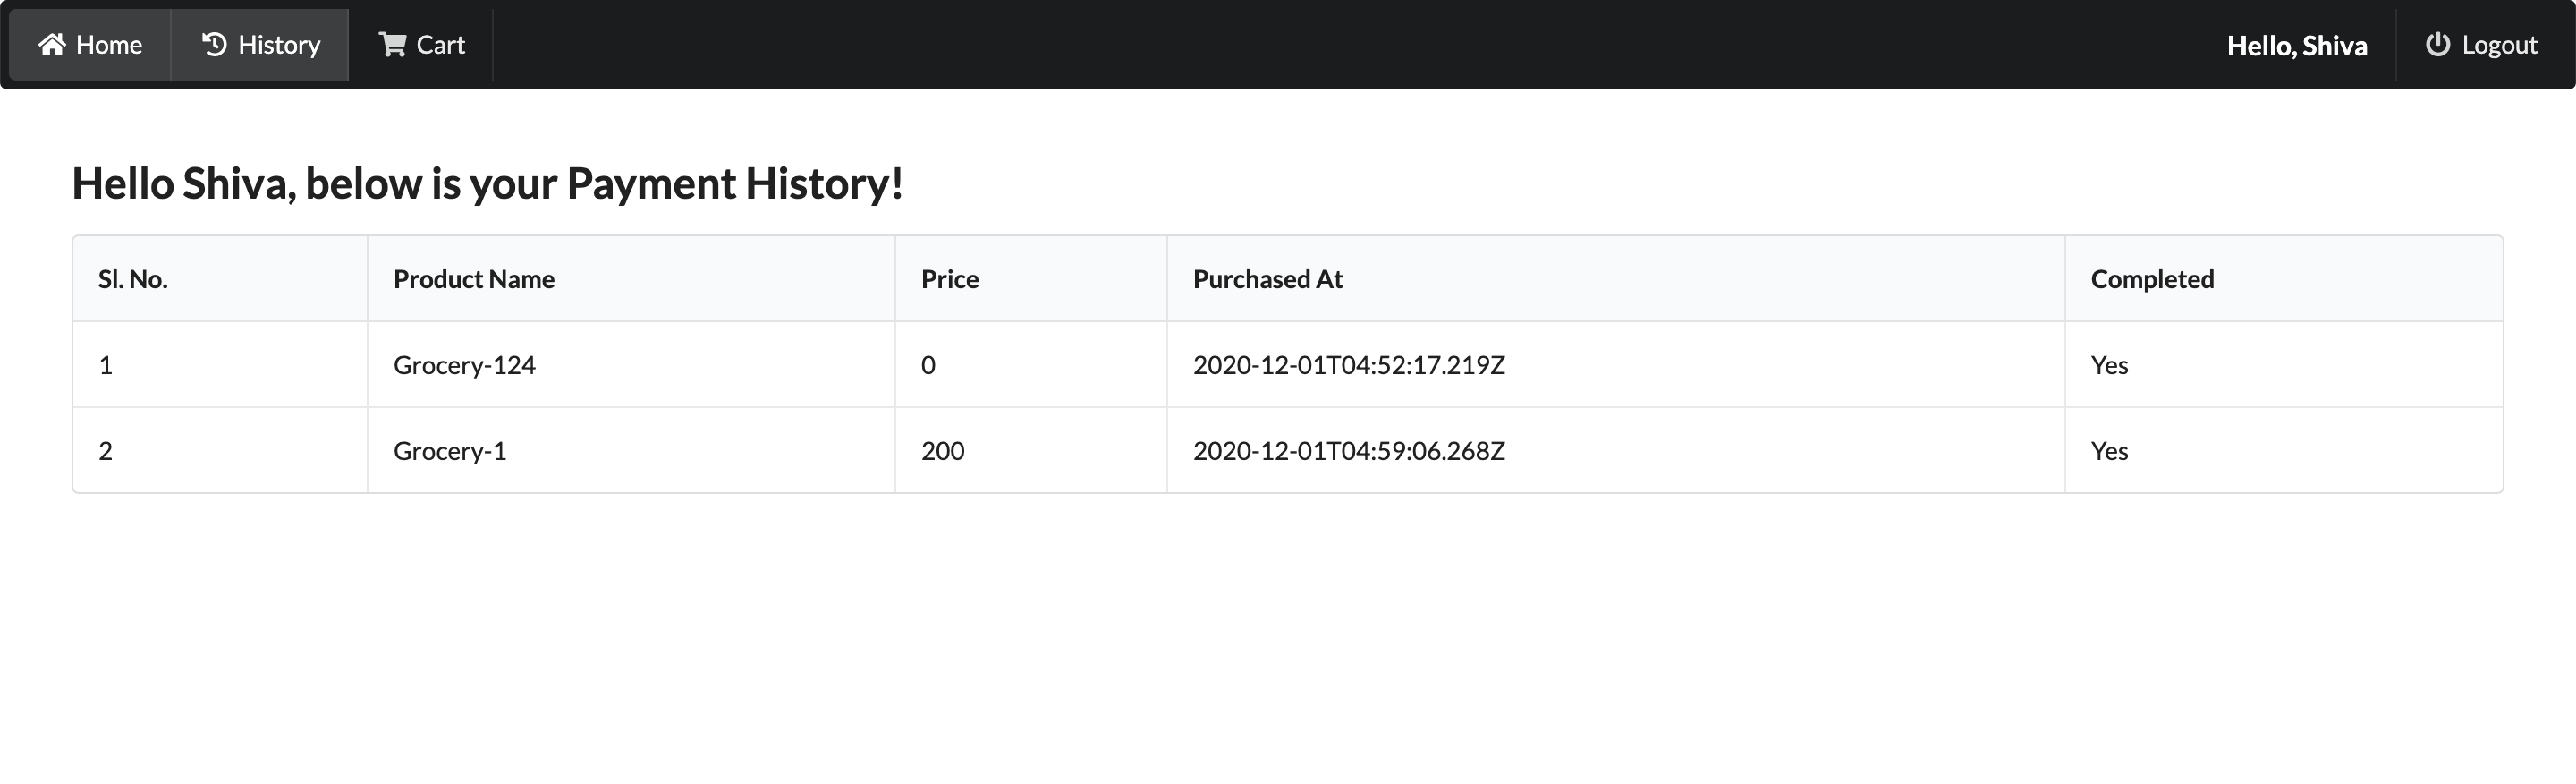 Home History Cart Hello, Shiva Logout
Hello Shiva, below is your Payment History!
Sl. No. Product Name Price Purchased At Completed
1 Grocery-124 0 2020-12-01T04:52:17.219Z Yes
2 Grocery-1 200 2020-12-01T04:59:06.268Z Yes